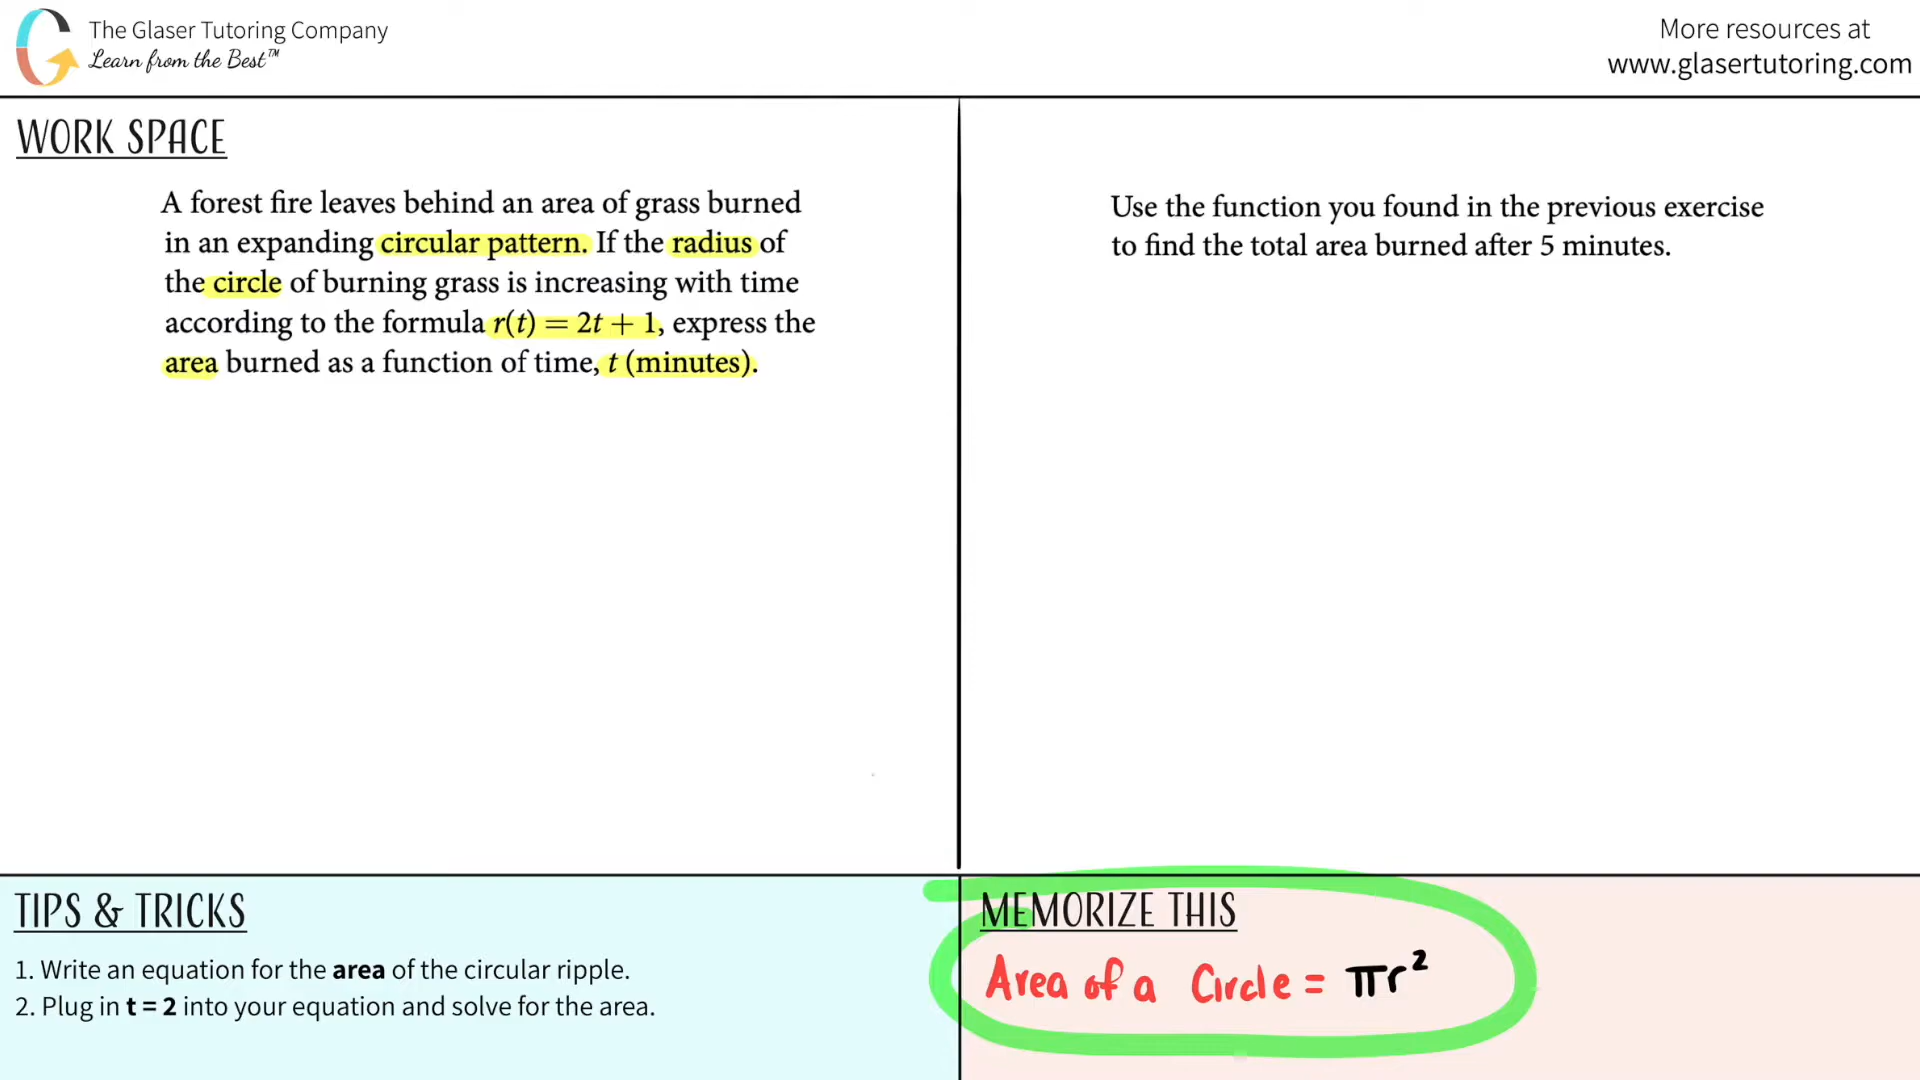 The Glaser Tutoring Company
Learn from the Best™
More resources at
www.glasertutoring.com
WORK SPACE
A forest fire leaves behind an area of grass burned
in an expanding circular pattern. If the radius of
the circle of burning grass is increasing with time
according to the formula r(t) = 2t + 1, express the
area burned as a function of time, t (minutes).
Use the function you found in the previous exercise
to find the total area burned after 5 minutes.
TIPS & TRICKS
1. Write an equation for the area of the circular ripple.
2. Plug in t = 2 into your equation and solve for the area.
MEMORIZE THIS
Area of a Circle = πr²